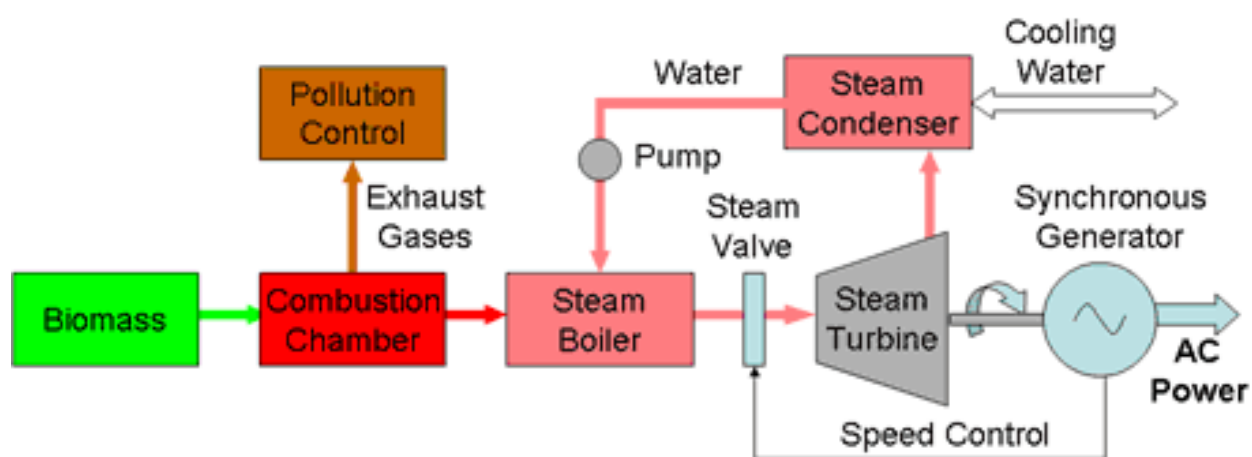 Cooling
Water
Water
Steam
Condenser
Pollution
Control
Pump
Exhaust
Gases
Steam
Valve
Synchronous
Generator
Biomass
Combustion
Chamber
Steam
Boiler
Steam
Turbine
AC
Power
Speed Control